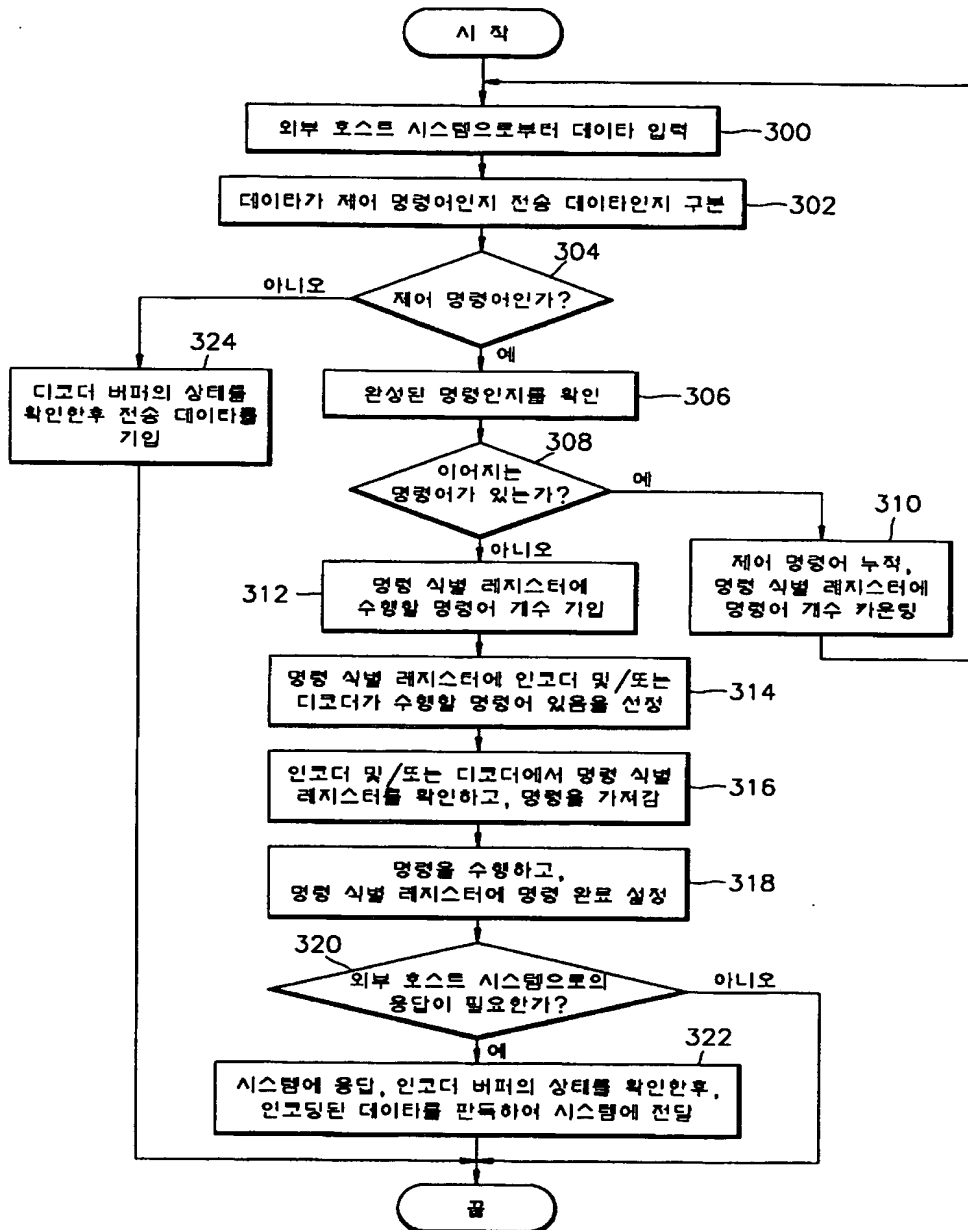 시 작
외부 호스트 시스템으로부터 데이타 입력
300
데이타가 제어 명령어인지 전송 데이타인지 구분
302
304
제어 명령어인가?
아니오
예
324
디코더 버퍼의 상태를
확인한후 전송 데이타를
기입
완성된 명령인지를 확인
306
308
이어지는
명령어가 있는가?
예
아니오
310
제어 명령어 누적,
명령 식별 레지스터에
명령어 개수 카운팅
312
명령 식별 레지스터에
수행할 명령어 개수 기입
명령 식별 레지스터에 인코더 및/또는
디코더가 수행할 명령어 있음을 선정
314
인코더 및/또는 디코더에서 명령 식별
레지스터를 확인하고, 명령을 가져감
316
명령을 수행하고,
명령 식별 레지스터에 명령 완료 설정
318
320
외부 호스트 시스템으로의
응답이 필요한가?
아니오
예
322
시스템에 응답, 인코더 버퍼의 상태를 확인한후,
인코딩된 데이타를 판독하여 시스템에 전달
끝